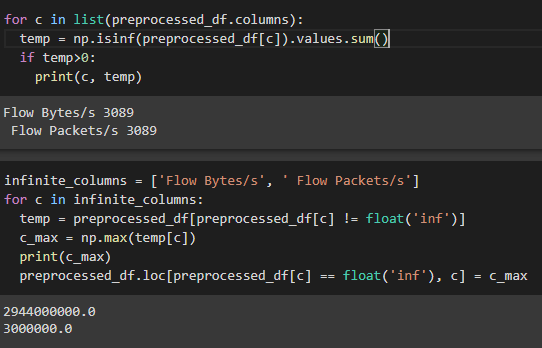 for c in list(preprocessed_df.columns):
  temp = np.isinf(preprocessed_df[c]).values.sum()
  if temp>0:
    print(c, temp)
Flow Bytes/s 3089
 Flow Packets/s 3089
infinite_columns = ['Flow Bytes/s', ' Flow Packets/s']
for c in infinite_columns:
  temp = preprocessed_df[preprocessed_df[c] != float('inf')]
  c_max = np.max(temp[c])
  print(c_max)
  preprocessed_df.loc[preprocessed_df[c] == float('inf'), c] = c_max
2944000000.0
3000000.0